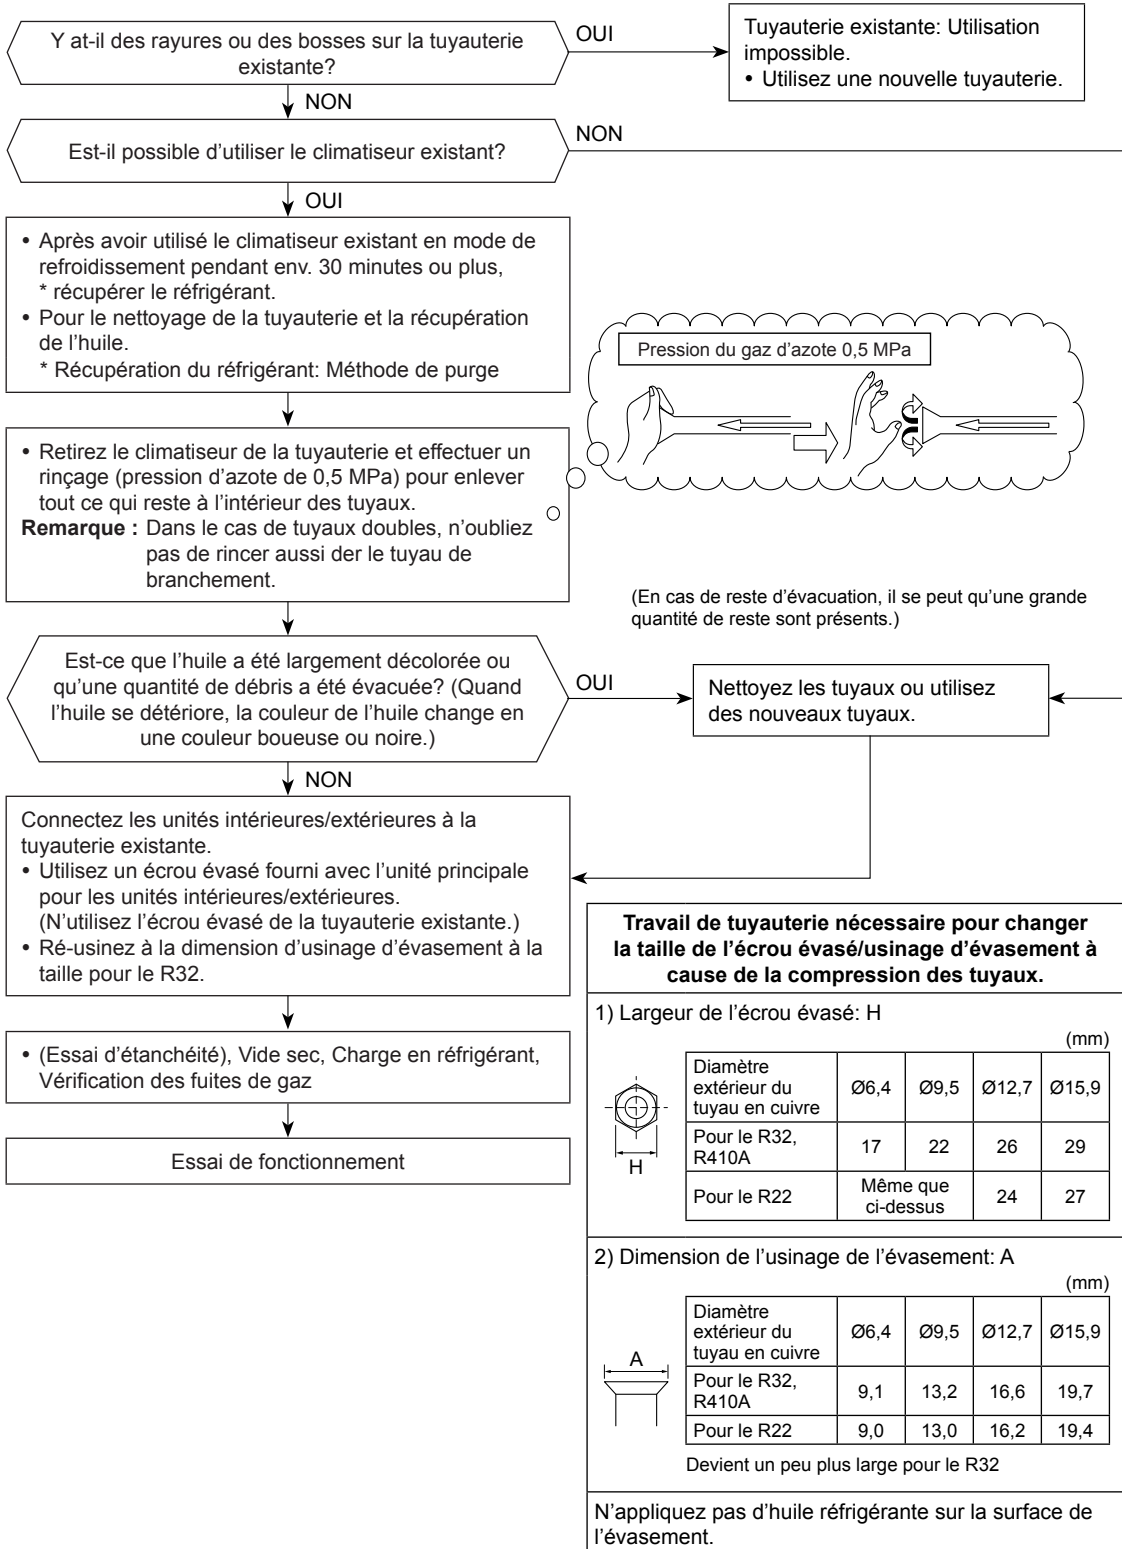 Y at-il des rayures ou des bosses sur la tuyauterie
existante?
OUI
Tuyauterie existante: Utilisation
impossible.
• Utilisez une nouvelle tuyauterie.
NON
Est-il possible d'utiliser le climatiseur existant?
NON
OUI
• Après avoir utilisé le climatiseur existant en mode de
refroidissement pendant env. 30 minutes ou plus,
* récupérer le réfrigérant.
• Pour le nettoyage de la tuyauterie et la récupération
de l'huile.
* Récupération du réfrigérant: Méthode de purge
Pression du gaz d'azote 0,5 MPa
• Retirez le climatiseur de la tuyauterie et effectuer un
rinçage (pression d'azote de 0,5 MPa) pour enlever
tout ce qui reste à l'intérieur des tuyaux.
Remarque : Dans le cas de tuyaux doubles, n'oubliez
pas de rincer aussi der le tuyau de
branchement.
(En cas de reste d'évacuation, il se peut qu'une grande
quantité de reste sont présents.)
Est-ce que l'huile a été largement décolorée ou
qu'une quantité de débris a été évacuée? (Quand
l'huile se détériore, la couleur de l'huile change en
une couleur boueuse ou noire.)
OUI
Nettoyez les tuyaux ou utilisez
des nouveaux tuyaux.
NON
Connectez les unités intérieures/extérieures à la
tuyauterie existante.
• Utilisez un écrou évasé fourni avec l'unité principale
pour les unités intérieures/extérieures.
(N'utilisez l'écrou évasé de la tuyauterie existante.)
• Ré-usinez à la dimension d'usinage d'évasement à la
taille pour le R32.
• (Essai d'étanchéité), Vide sec, Charge en réfrigérant,
Vérification des fuites de gaz
Essai de fonctionnement
Travail de tuyauterie nécessaire pour changer
la taille de l'écrou évasé/usinage d'évasement à
cause de la compression des tuyaux.
1) Largeur de l'écrou évasé: H
(mm)
H
Diamètre
extérieur du
tuyau en cuivre
Ø6,4 Ø9,5 Ø12,7 Ø15,9
Pour le R32,
R410A
17 22 26 29
Pour le R22
Même que
ci-dessus
24 27
2) Dimension de l'usinage de l'évasement: A
(mm)
A
Diamètre
extérieur du
tuyau en cuivre
Ø6,4 Ø9,5 Ø12,7 Ø15,9
Pour le R32,
R410A
9,1 13,2 16,6 19,7
Pour le R22 9,0 13,0 16,2 19,4
Devient un peu plus large pour le R32
N'appliquez pas d'huile réfrigérante sur la surface de
l'évasement.